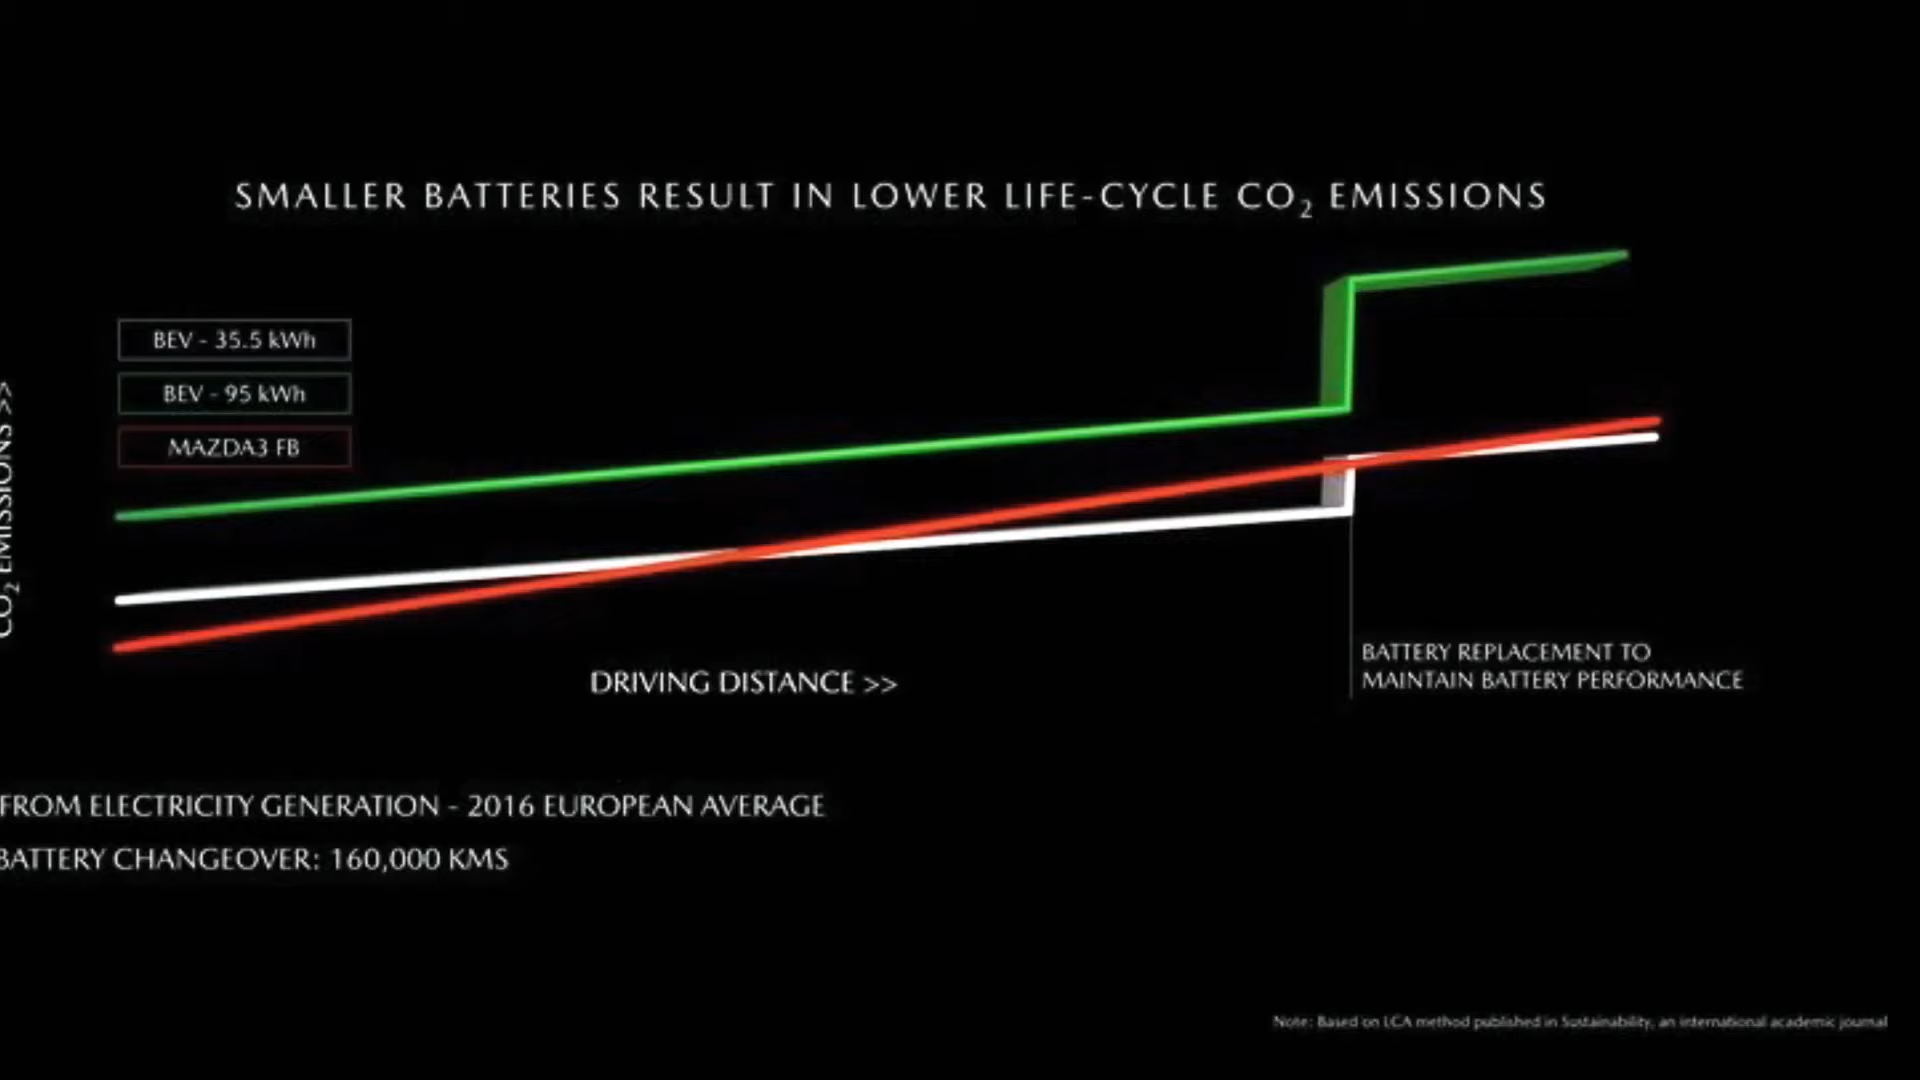 SMALLER BATTERIES RESULT IN LOWER LIFE-CYCLE CO₂ EMISSIONS
BEV - 35.5 kWh
BEV - 95 kWh
MAZDA3 FB
CO₂ EMISSIONS >>
DRIVING DISTANCE >>
BATTERY REPLACEMENT TO
MAINTAIN BATTERY PERFORMANCE
FROM ELECTRICITY GENERATION - 2016 EUROPEAN AVERAGE
BATTERY CHANGEOVER: 160,000 KMS
Note: Based on LCA method published in Sustainability, an international academic journal